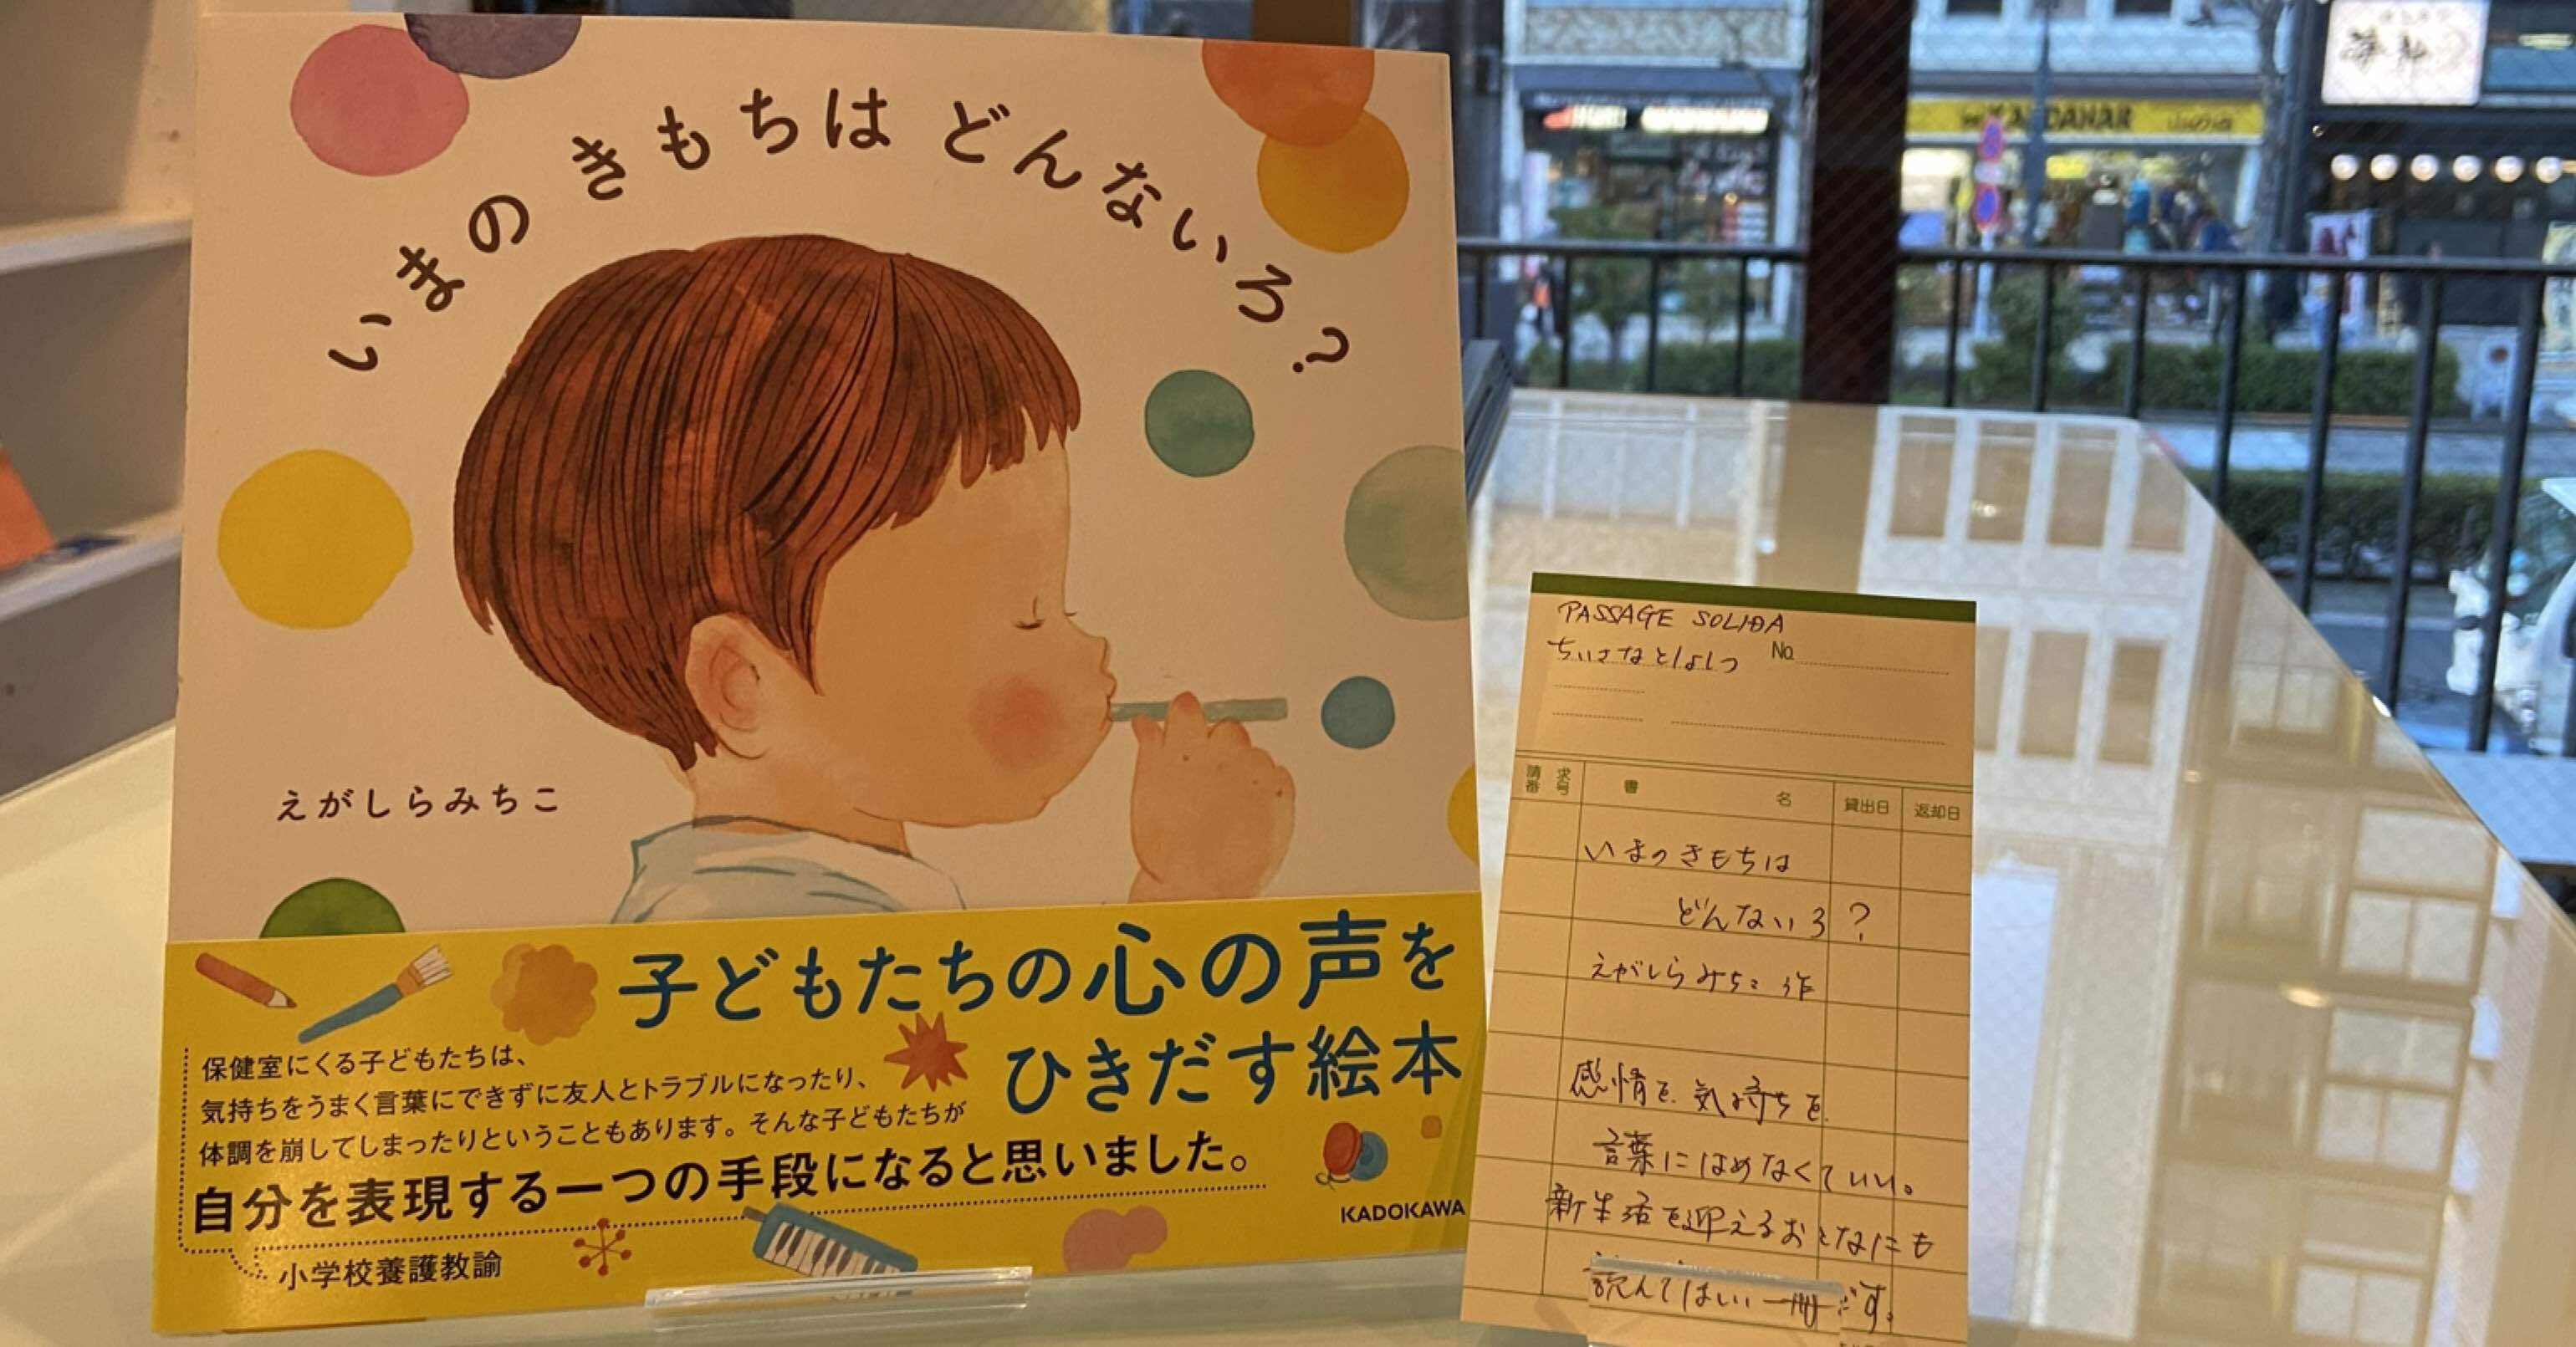 いまの きもちは どんないろ?
えがしらみちこ
子どもたちの心の声を
ひきだす絵本
保健室にくる子どもたちは、
気持ちをうまく言葉にできずに友人とトラブルになったり、
体調を崩してしまったりということもあります。そんな子どもたちが
自分を表現する一つの手段になると思いました。
小学校養護教諭
KADOKAWA
PASSAGE SOLIDA
ちいさなとしょしつ
No.
請求番号 書名 貸出日 返却日
いまのきもちは
どんないろ?
えがしらみちこ 作
感情を、気持ちを、
言葉にはめなくていい。
新生活を迎えるおとなにも
読んでほしい一冊です。